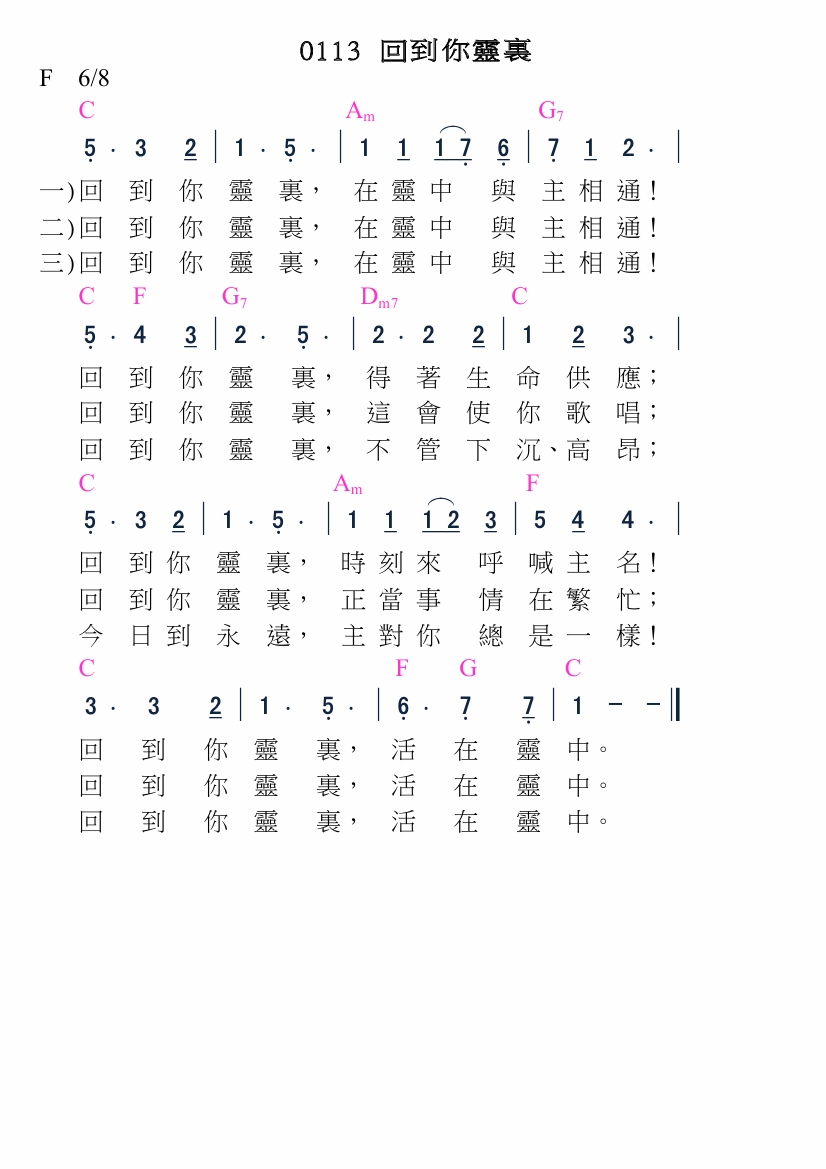 0113 回到你靈裏
F 6/8
C Am G7
5 · 3 2 | 1 · 5 · | 1 1 1 7 6 | 7 1 2 · |
一)回到你靈裏，在靈中與主相通！
二)回到你靈裏，在靈中與主相通！
三)回到你靈裏，在靈中與主相通！
C F G7 Dm7 C
5 · 4 3 | 2 · 5 · | 2 · 2 2 | 1 2 3 · |
回到你靈裏，得著生命供應；
回到你靈裏，這會使你歌唱；
回到你靈裏，不管下沉、高昂；
C Am F
5 · 3 2 | 1 · 5 · | 1 1 1 2 3 | 5 4 4 · |
回到你靈裏，時刻來呼喊主名！
回到你靈裏，正當事情在繁忙；
今日到永遠，主對你總是一樣！
C F G C
3 · 3 2 | 1 · 5 · | 6 · 7 7 | 1 － － ‖
回到你靈裏，活在靈中。
回到你靈裏，活在靈中。
回到你靈裏，活在靈中。